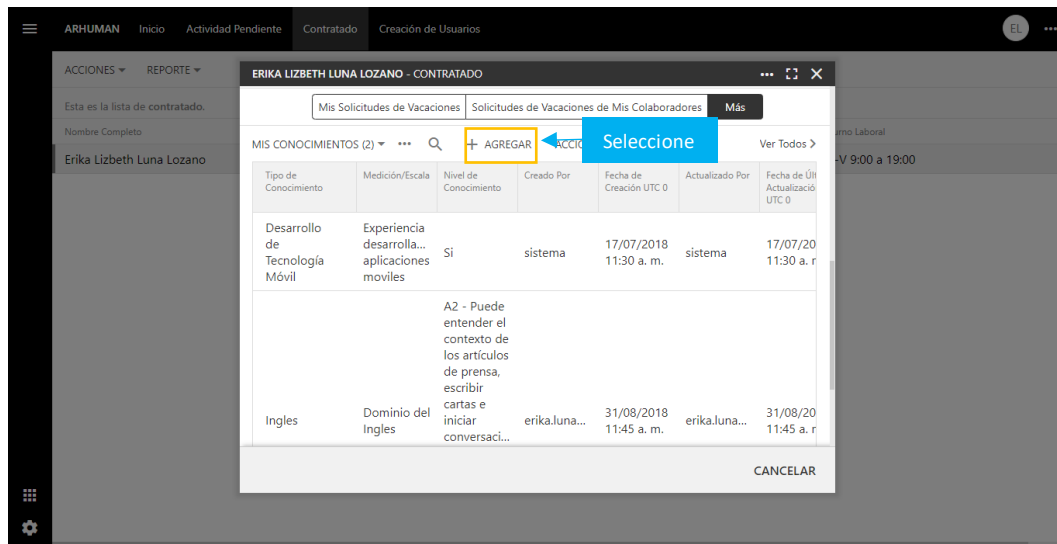 ARHUMAN Inicio Actividad Pendiente Contratado Creación de Usuarios EL
ACCIONES REPORTE
Esta es la lista de contratado.
Nombre Completo
Erika Lizbeth Luna Lozano
Laboral
-V 9:00 a 19:00
ERIKA LIZBETH LUNA LOZANO - CONTRATADO
Mis Solicitudes de Vacaciones Solicitudes de Vacaciones de Mis Colaboradores Más
MIS CONOCIMIENTOS (2) + AGREGAR Seleccione Ver Todos
Tipo de
Conocimiento
Medición/Escala
Nivel de
Conocimiento
Creado Por
Fecha de
Creación UTC 0
Actualizado Por
Fecha de Últ
Actualizació
UTC 0
Desarrollo
de
Tecnología
Móvil
Experiencia
desarrolla...
aplicaciones
moviles
Si
sistema
17/07/2018
11:30 a. m.
sistema
17/07/20
11:30 a. r
Ingles
Dominio del
Ingles
A2 - Puede
entender el
contexto de
los artículos
de prensa,
escribir
cartas e
iniciar
conversaci...
erika.luna...
31/08/2018
11:45 a. m.
erika.luna...
31/08/20
11:45 a. r
CANCELAR